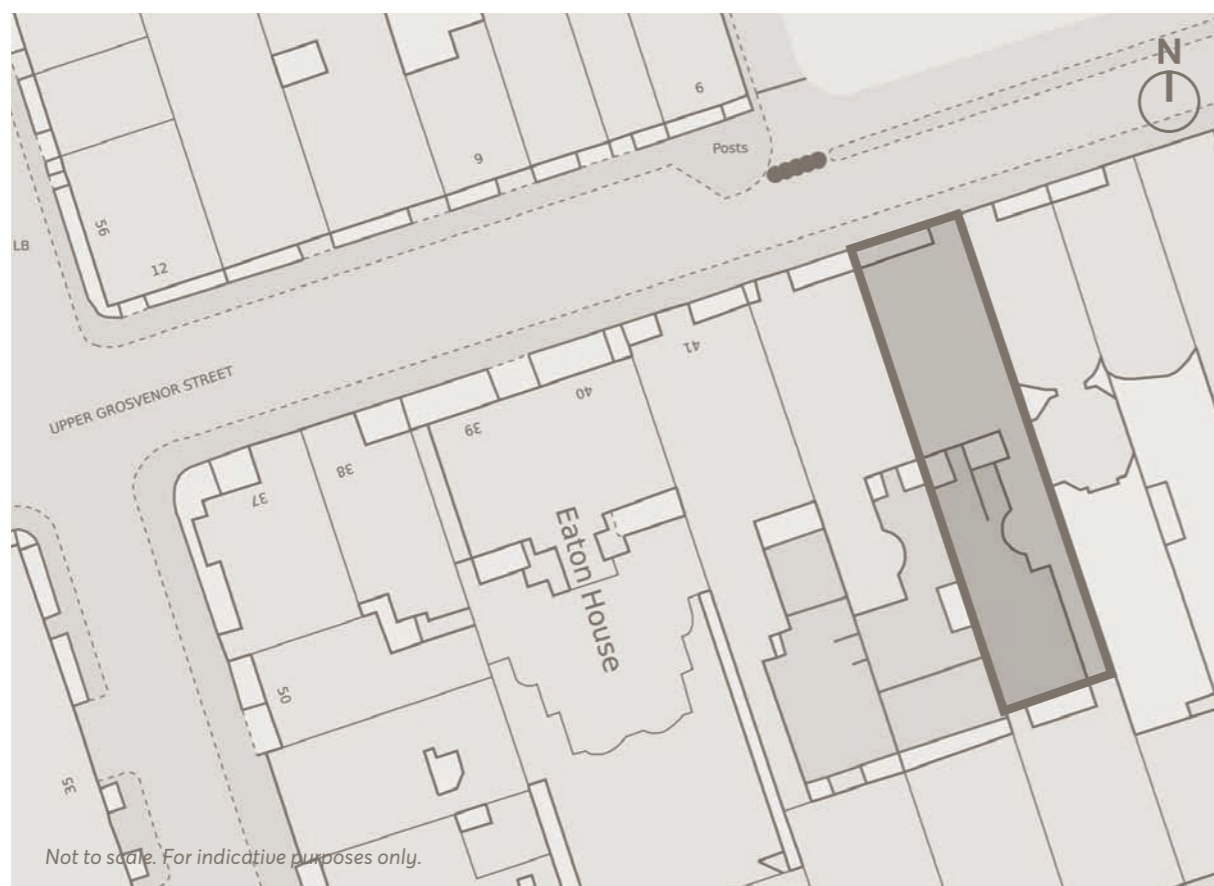 N
6
Posts
9
56
LB
12
41
UPPER GROSVENOR STREET
40
39
38
37
Eaton House
50
35
Not to scale. For indicative purposes only.